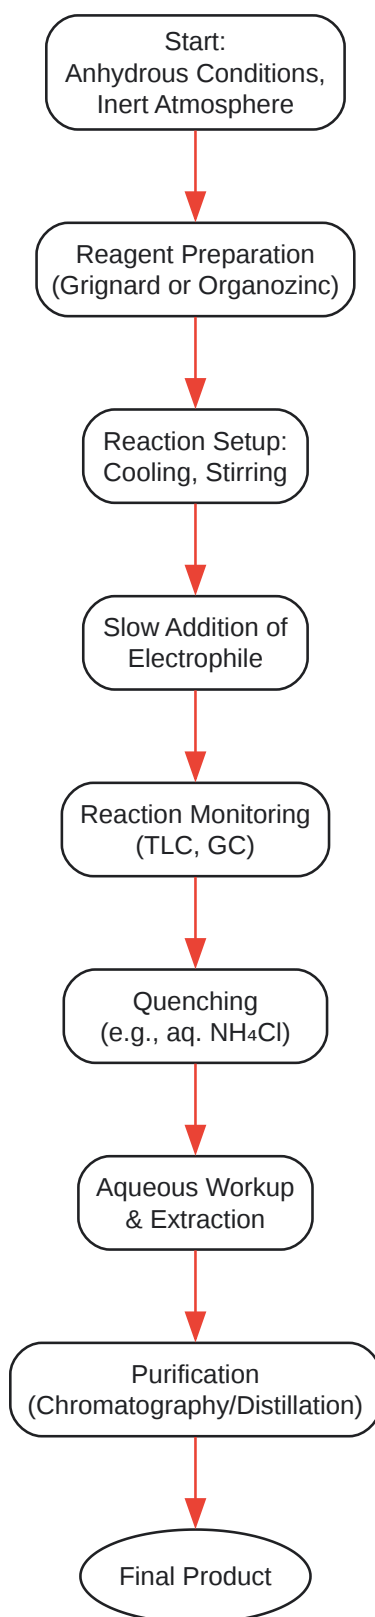 Start:
Anhydrous Conditions,
Inert Atmosphere
Reagent Preparation
(Grignard or Organozinc)
Reaction Setup:
Cooling, Stirring
Slow Addition of
Electrophile
Reaction Monitoring
(TLC, GC)
Quenching
(e.g., aq. NH₄Cl)
Aqueous Workup
& Extraction
Purification
(Chromatography/Distillation)
Final Product